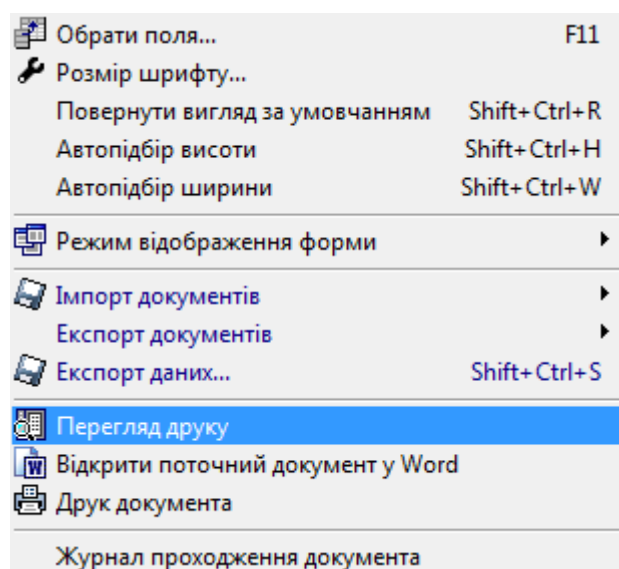 Обрати поля... F11
Розмір шрифту...
Повернути вигляд за умовчанням Shift+Ctrl+R
Автопідбір висоти Shift+Ctrl+H
Автопідбір ширини Shift+Ctrl+W
Режим відображення форми
Імпорт документів
Експорт документів
Експорт даних... Shift+Ctrl+S
Перегляд друку
Відкрити поточний документ у Word
Друк документа
Журнал проходження документа